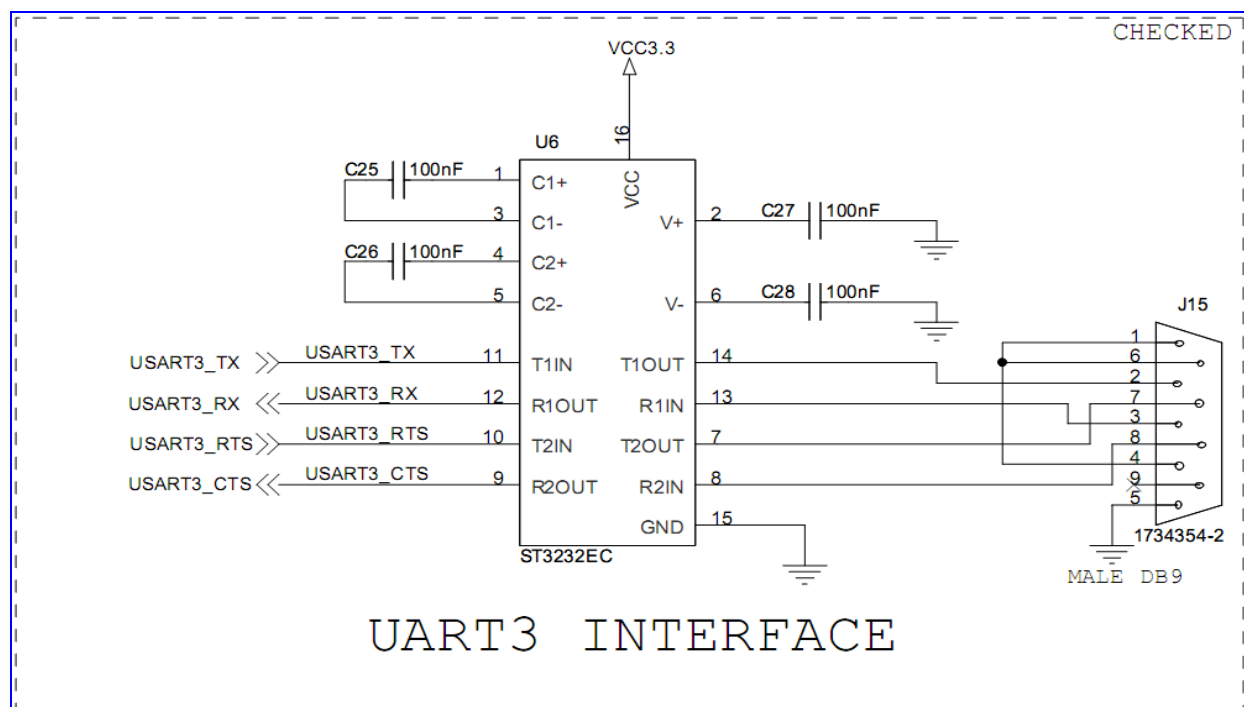 CHECKED
VCC3.3
U6
16
VCC
C25 100nF 1 C1+
3 C1-
C26 100nF 4 C2+
5 C2-
V+ 2 C27 100nF
V- 6 C28 100nF
USART3_TX USART3_TX 11 T1IN T1OUT 14
USART3_RX USART3_RX 12 R1OUT R1IN 13
USART3_RTS USART3_RTS 10 T2IN T2OUT 7
USART3_CTS USART3_CTS 9 R2OUT R2IN 8
GND 15
ST3232EC
J15
1
6
2
7
3
8
4
9
5
1734354-2
MALE DB9
UART3 INTERFACE